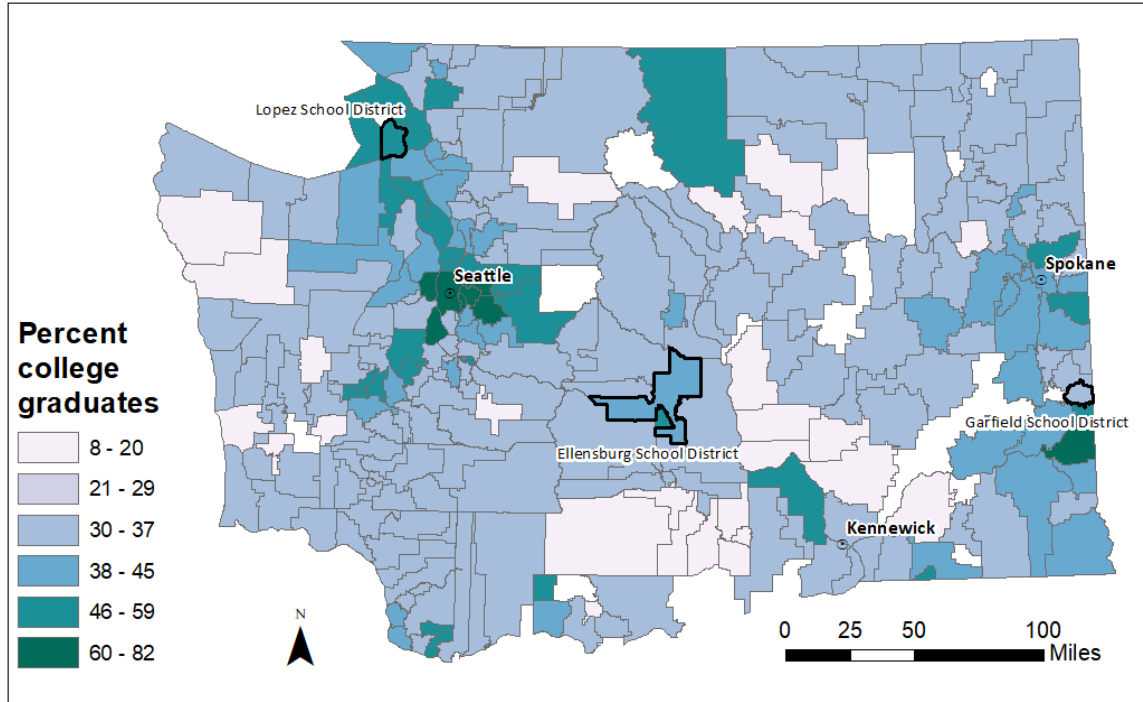 Lopez School District
Seattle
Spokane
Garfield School District
Ellensburg School District
Kennewick
Percent
college
graduates
8 - 20
21 - 29
30 - 37
38 - 45
46 - 59
60 - 82
N
0 25 50 100
Miles